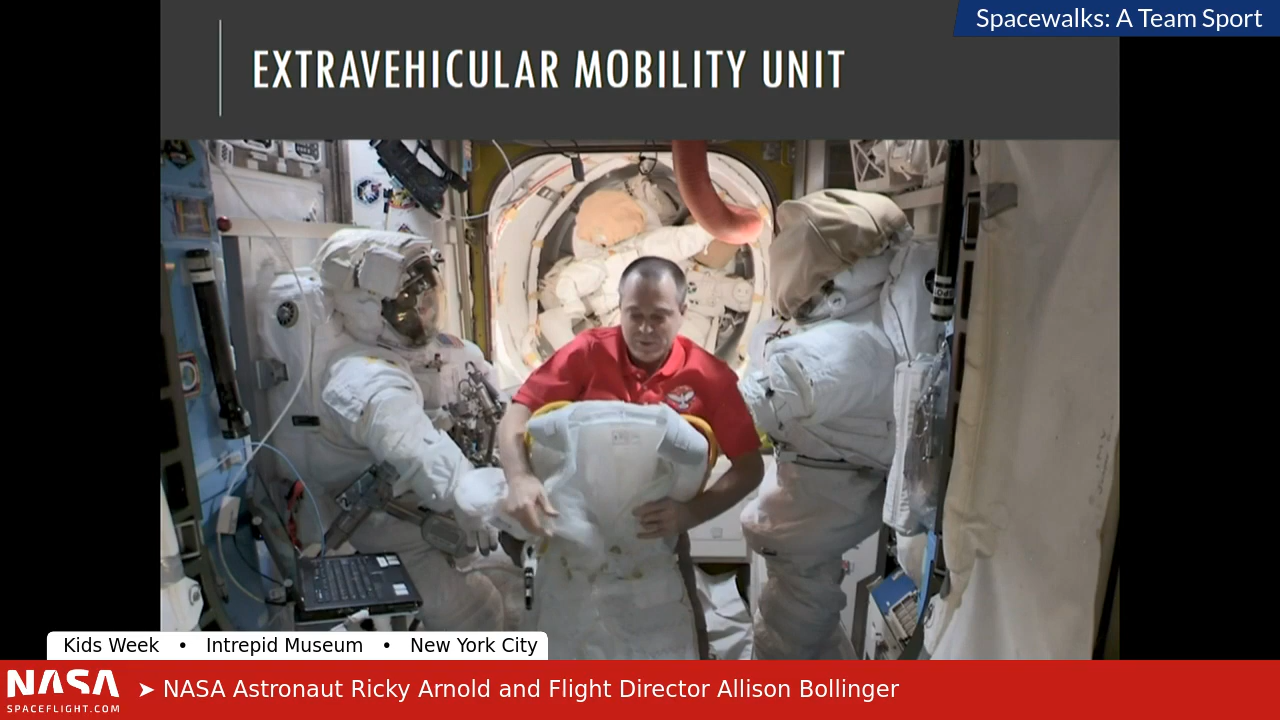 Spacewalks: A Team Sport
EXTRAVEHICULAR MOBILITY UNIT
Kids Week • Intrepid Museum • New York City
NASA
SPACEFLIGHT.COM
➤ NASA Astronaut Ricky Arnold and Flight Director Allison Bollinger